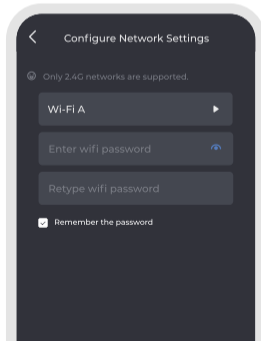 Configure Network Settings
Only 2.4G networks are supported.
Wi-Fi A
Enter wifi password
Retype wifi password
Remember the password